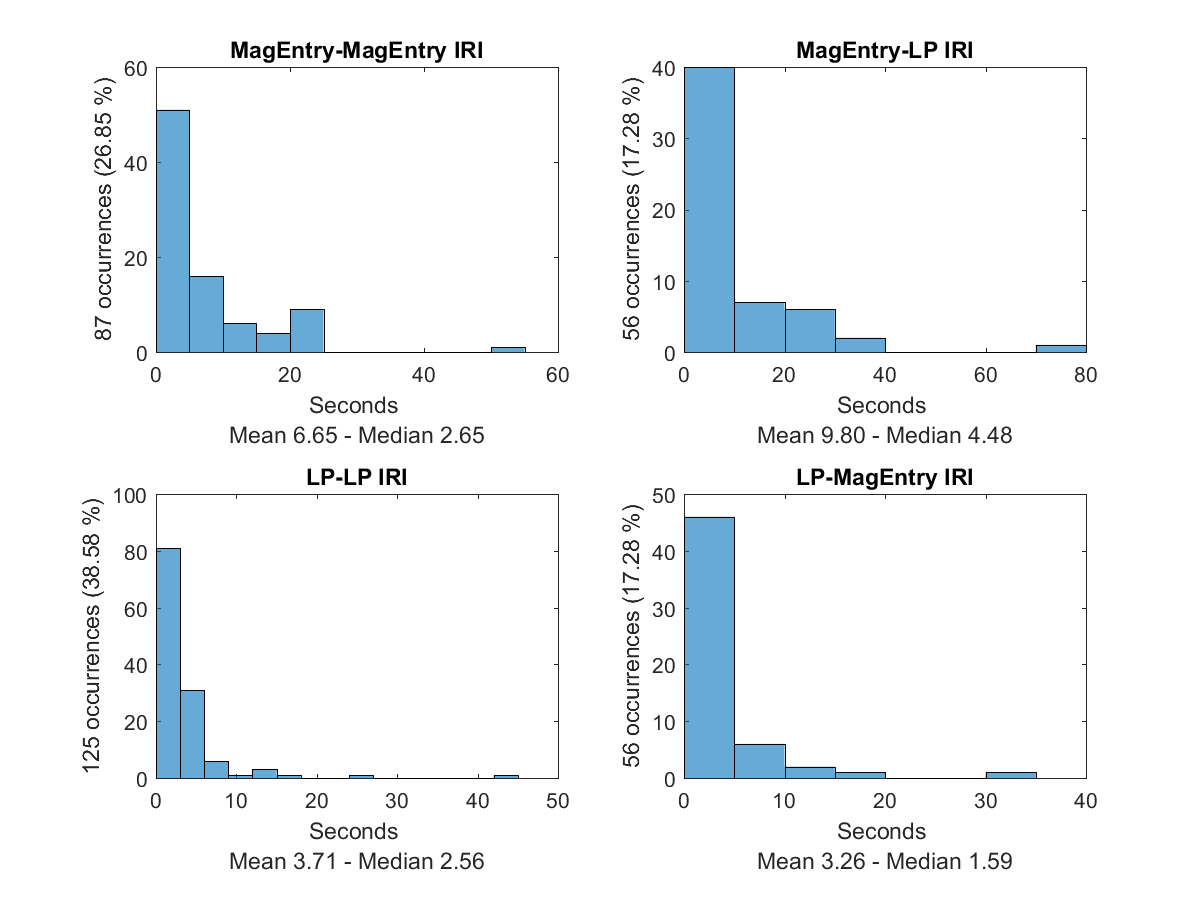 MagEntry-MagEntry IRI
87 occurrences (26.85 %)
60
40
20
0
0 20 40 60
Seconds
Mean 6.65 - Median 2.65
MagEntry-LP IRI
56 occurrences (17.28 %)
40
30
20
10
0
0 20 40 60 80
Seconds
Mean 9.80 - Median 4.48
LP-LP IRI
125 occurrences (38.58 %)
100
80
60
40
20
0
0 10 20 30 40 50
Seconds
Mean 3.71 - Median 2.56
LP-MagEntry IRI
56 occurrences (17.28 %)
50
40
30
20
10
0
0 10 20 30 40
Seconds
Mean 3.26 - Median 1.59